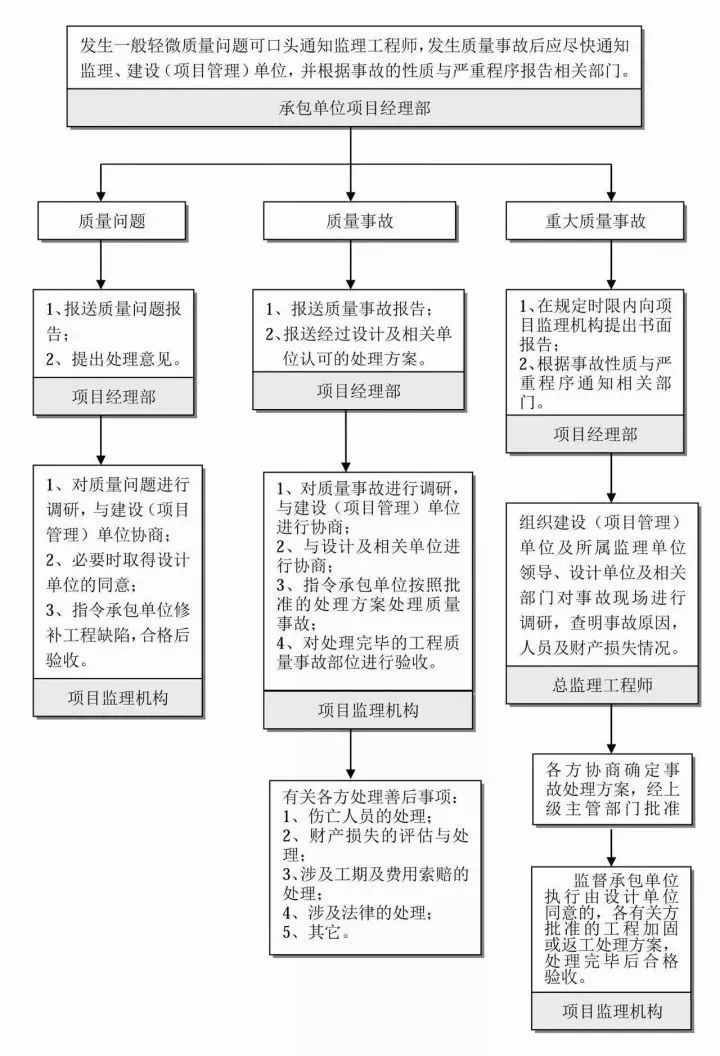 发生一般轻微质量问题可口头通知监理工程师,发生质量事故后应尽快通知
监理、建设(项目管理)单位,并根据事故的性质与严重程序报告相关部门。
承包单位项目经理部
质量问题
质量事故
重大质量事故
1、报送质量问题报
告;
2、提出处理意见。
项目经理部
1、对质量问题进行
调研,与建设(项目
管理)单位协商;
2、必要时取得设计
单位的同意;
3、指令承包单位修
补工程缺陷,合格后
验收。
项目监理机构
1、报送质量事故报告;
2、报送经过设计及相关单
位认可的处理方案。
项目经理部
1、对质量事故进行调研,
与建设(项目管理)单位
进行协商;
2、与设计及相关单位进
行协商;
3、指令承包单位按照批
准的处理方案处理质量
事故;
4、对处理完毕的工程质
量事故部位进行验收。
项目监理机构
有关各方处理善后事项:
1、伤亡人员的处理;
2、财产损失的评估与处
理;
3、涉及工期及费用索赔的
处理;
4、涉及法律的处理;
5、其它。
1、在规定时限内向项
目监理机构提出书面
报告;
2、根据事故性质与严
重程序通知相关部
门。
项目经理部
组织建设(项目管理)
单位及所属监理单位
领导、设计单位及相关
部门对事故现场进行
调研,查明事故原因,
人员及财产损失情况。
总监理工程师
各方协商确定事
故处理方案,经上
级主管部门批准
监督承包单位
执行由设计单位
同意的,各有关方
批准的工程加固
或返工处理方案,
处理完毕后合格
验收。
项目监理机构